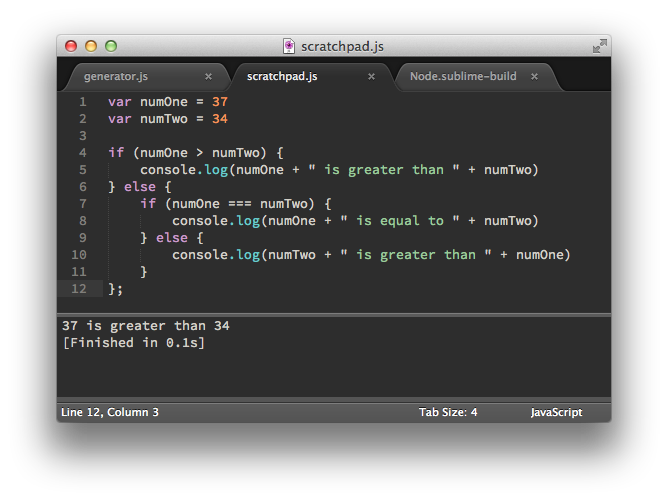 scratchpad.js
generator.js × scratchpad.js × Node.sublime-build ×
1 var numOne = 37
2 var numTwo = 34
3
4 if (numOne > numTwo) {
5     console.log(numOne + " is greater than " + numTwo)
6 } else {
7     if (numOne === numTwo) {
8         console.log(numOne + " is equal to " + numTwo)
9     } else {
10         console.log(numTwo + " is greater than " + numOne)
11     }
12 };
37 is greater than 34
[Finished in 0.1s]
Line 12, Column 3 Tab Size: 4 JavaScript